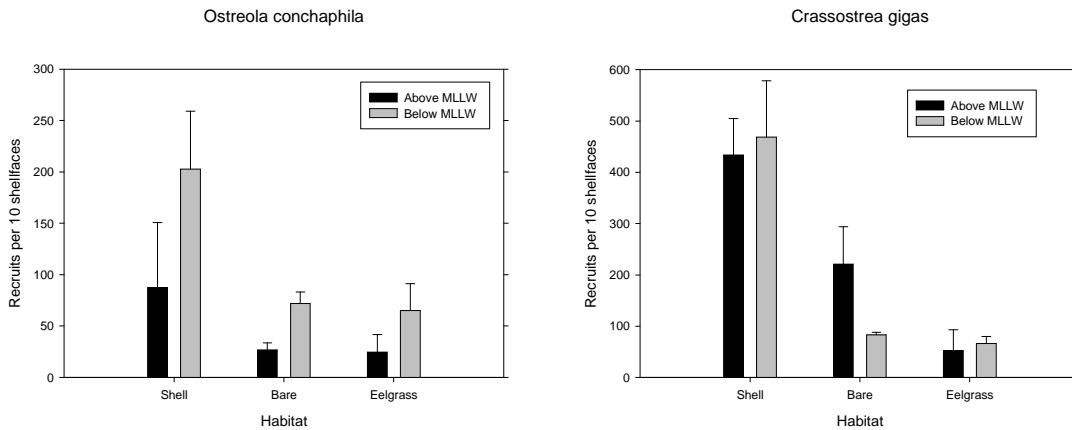 Ostreola conchaphila
Recruits per 10 shellfaces
300
250
200
150
100
50
0
Above MLLW
Below MLLW
Shell
Bare
Eelgrass
Habitat
Crassostrea gigas
Recruits per 10 shellfaces
600
500
400
300
200
100
0
Above MLLW
Below MLLW
Shell
Bare
Eelgrass
Habitat